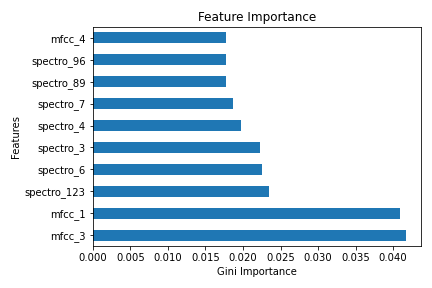 Feature Importance
mfcc_4
spectro_96
spectro_89
spectro_7
spectro_4
spectro_3
spectro_6
spectro_123
mfcc_1
mfcc_3
Features
0.000 0.005 0.010 0.015 0.020 0.025 0.030 0.035 0.040
Gini Importance